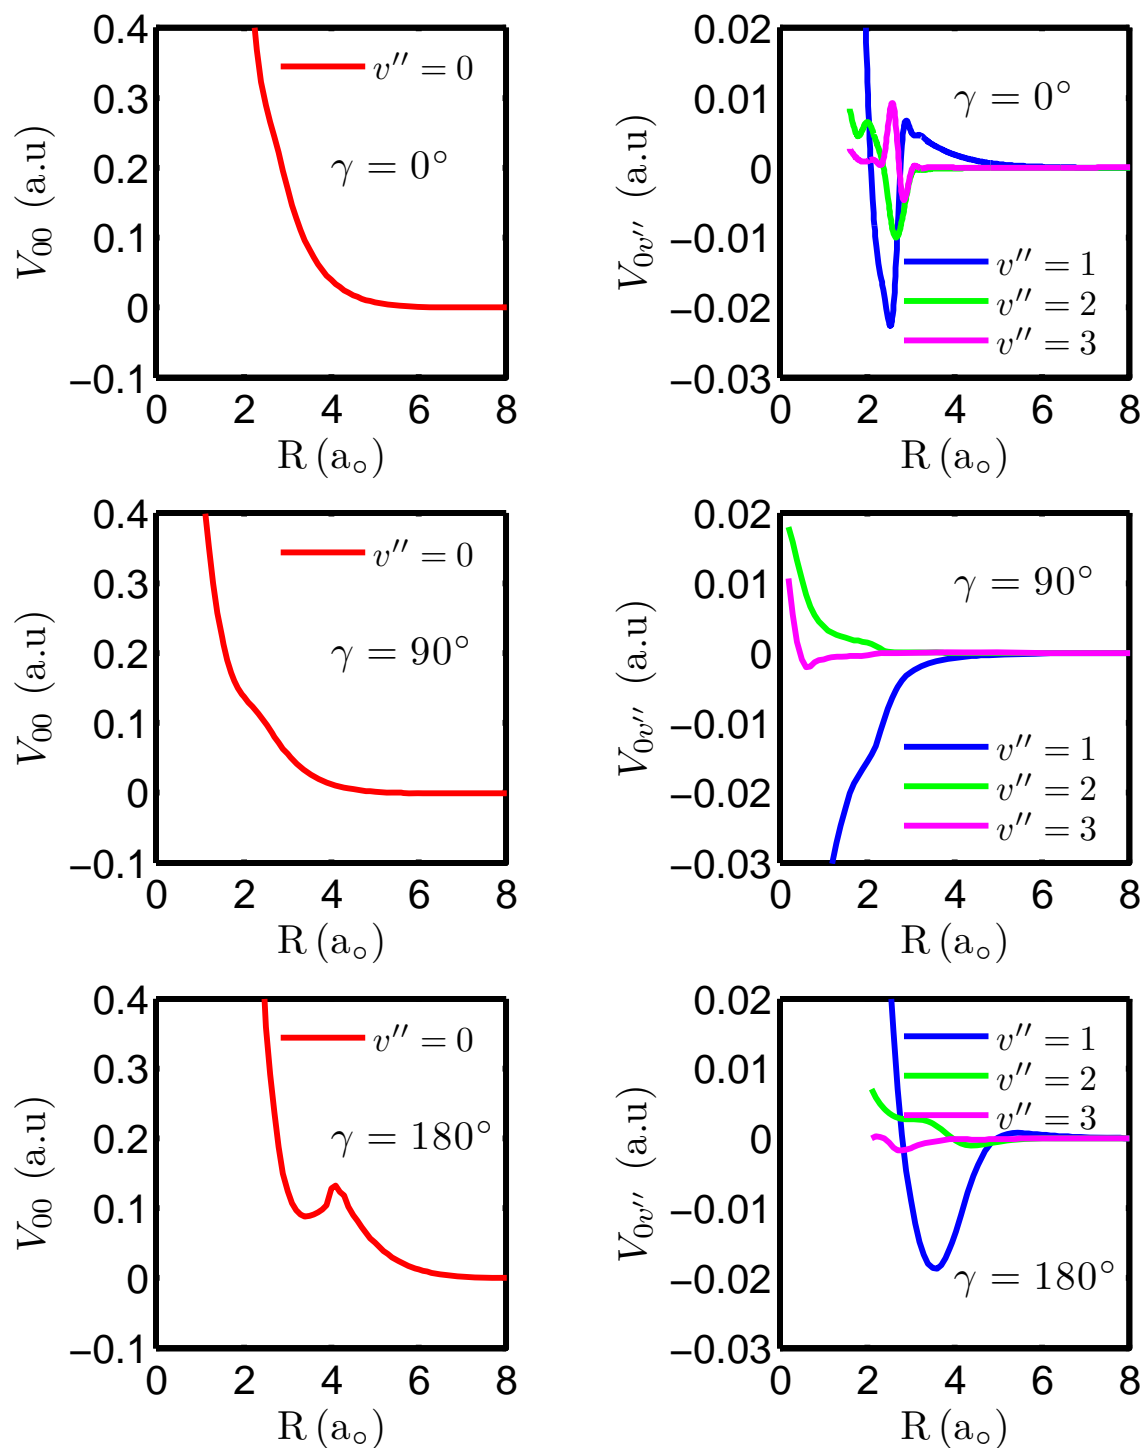 0.4
0.3
0.2
0.1
0
−0.1
V₀₀ (a.u)
v″ = 0
γ = 0°
0 2 4 6 8
R (a∘)
0.02
0.01
0
−0.01
−0.02
−0.03
V₀ᵥ″ (a.u)
γ = 0°
v″ = 1
v″ = 2
v″ = 3
0 2 4 6 8
R (a∘)
0.4
0.3
0.2
0.1
0
−0.1
V₀₀ (a.u)
v″ = 0
γ = 90°
0 2 4 6 8
R (a∘)
0.02
0.01
0
−0.01
−0.02
−0.03
V₀ᵥ″ (a.u)
γ = 90°
v″ = 1
v″ = 2
v″ = 3
0 2 4 6 8
R (a∘)
0.4
0.3
0.2
0.1
0
−0.1
V₀₀ (a.u)
v″ = 0
γ = 180°
0 2 4 6 8
R (a∘)
0.02
0.01
0
−0.01
−0.02
−0.03
V₀ᵥ″ (a.u)
v″ = 1
v″ = 2
v″ = 3
γ = 180°
0 2 4 6 8
R (a∘)